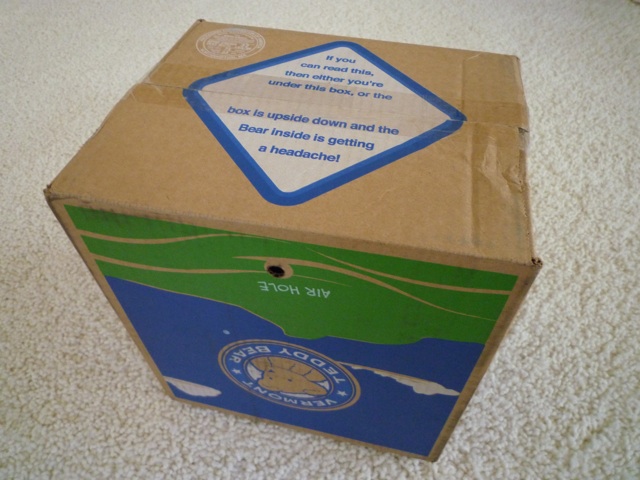 If you
can read this,
then either you're
under this box, or the
box is upside down and the
Bear inside is getting
a headache!
AIR HOLE
VERMONT
TEDDY BEAR